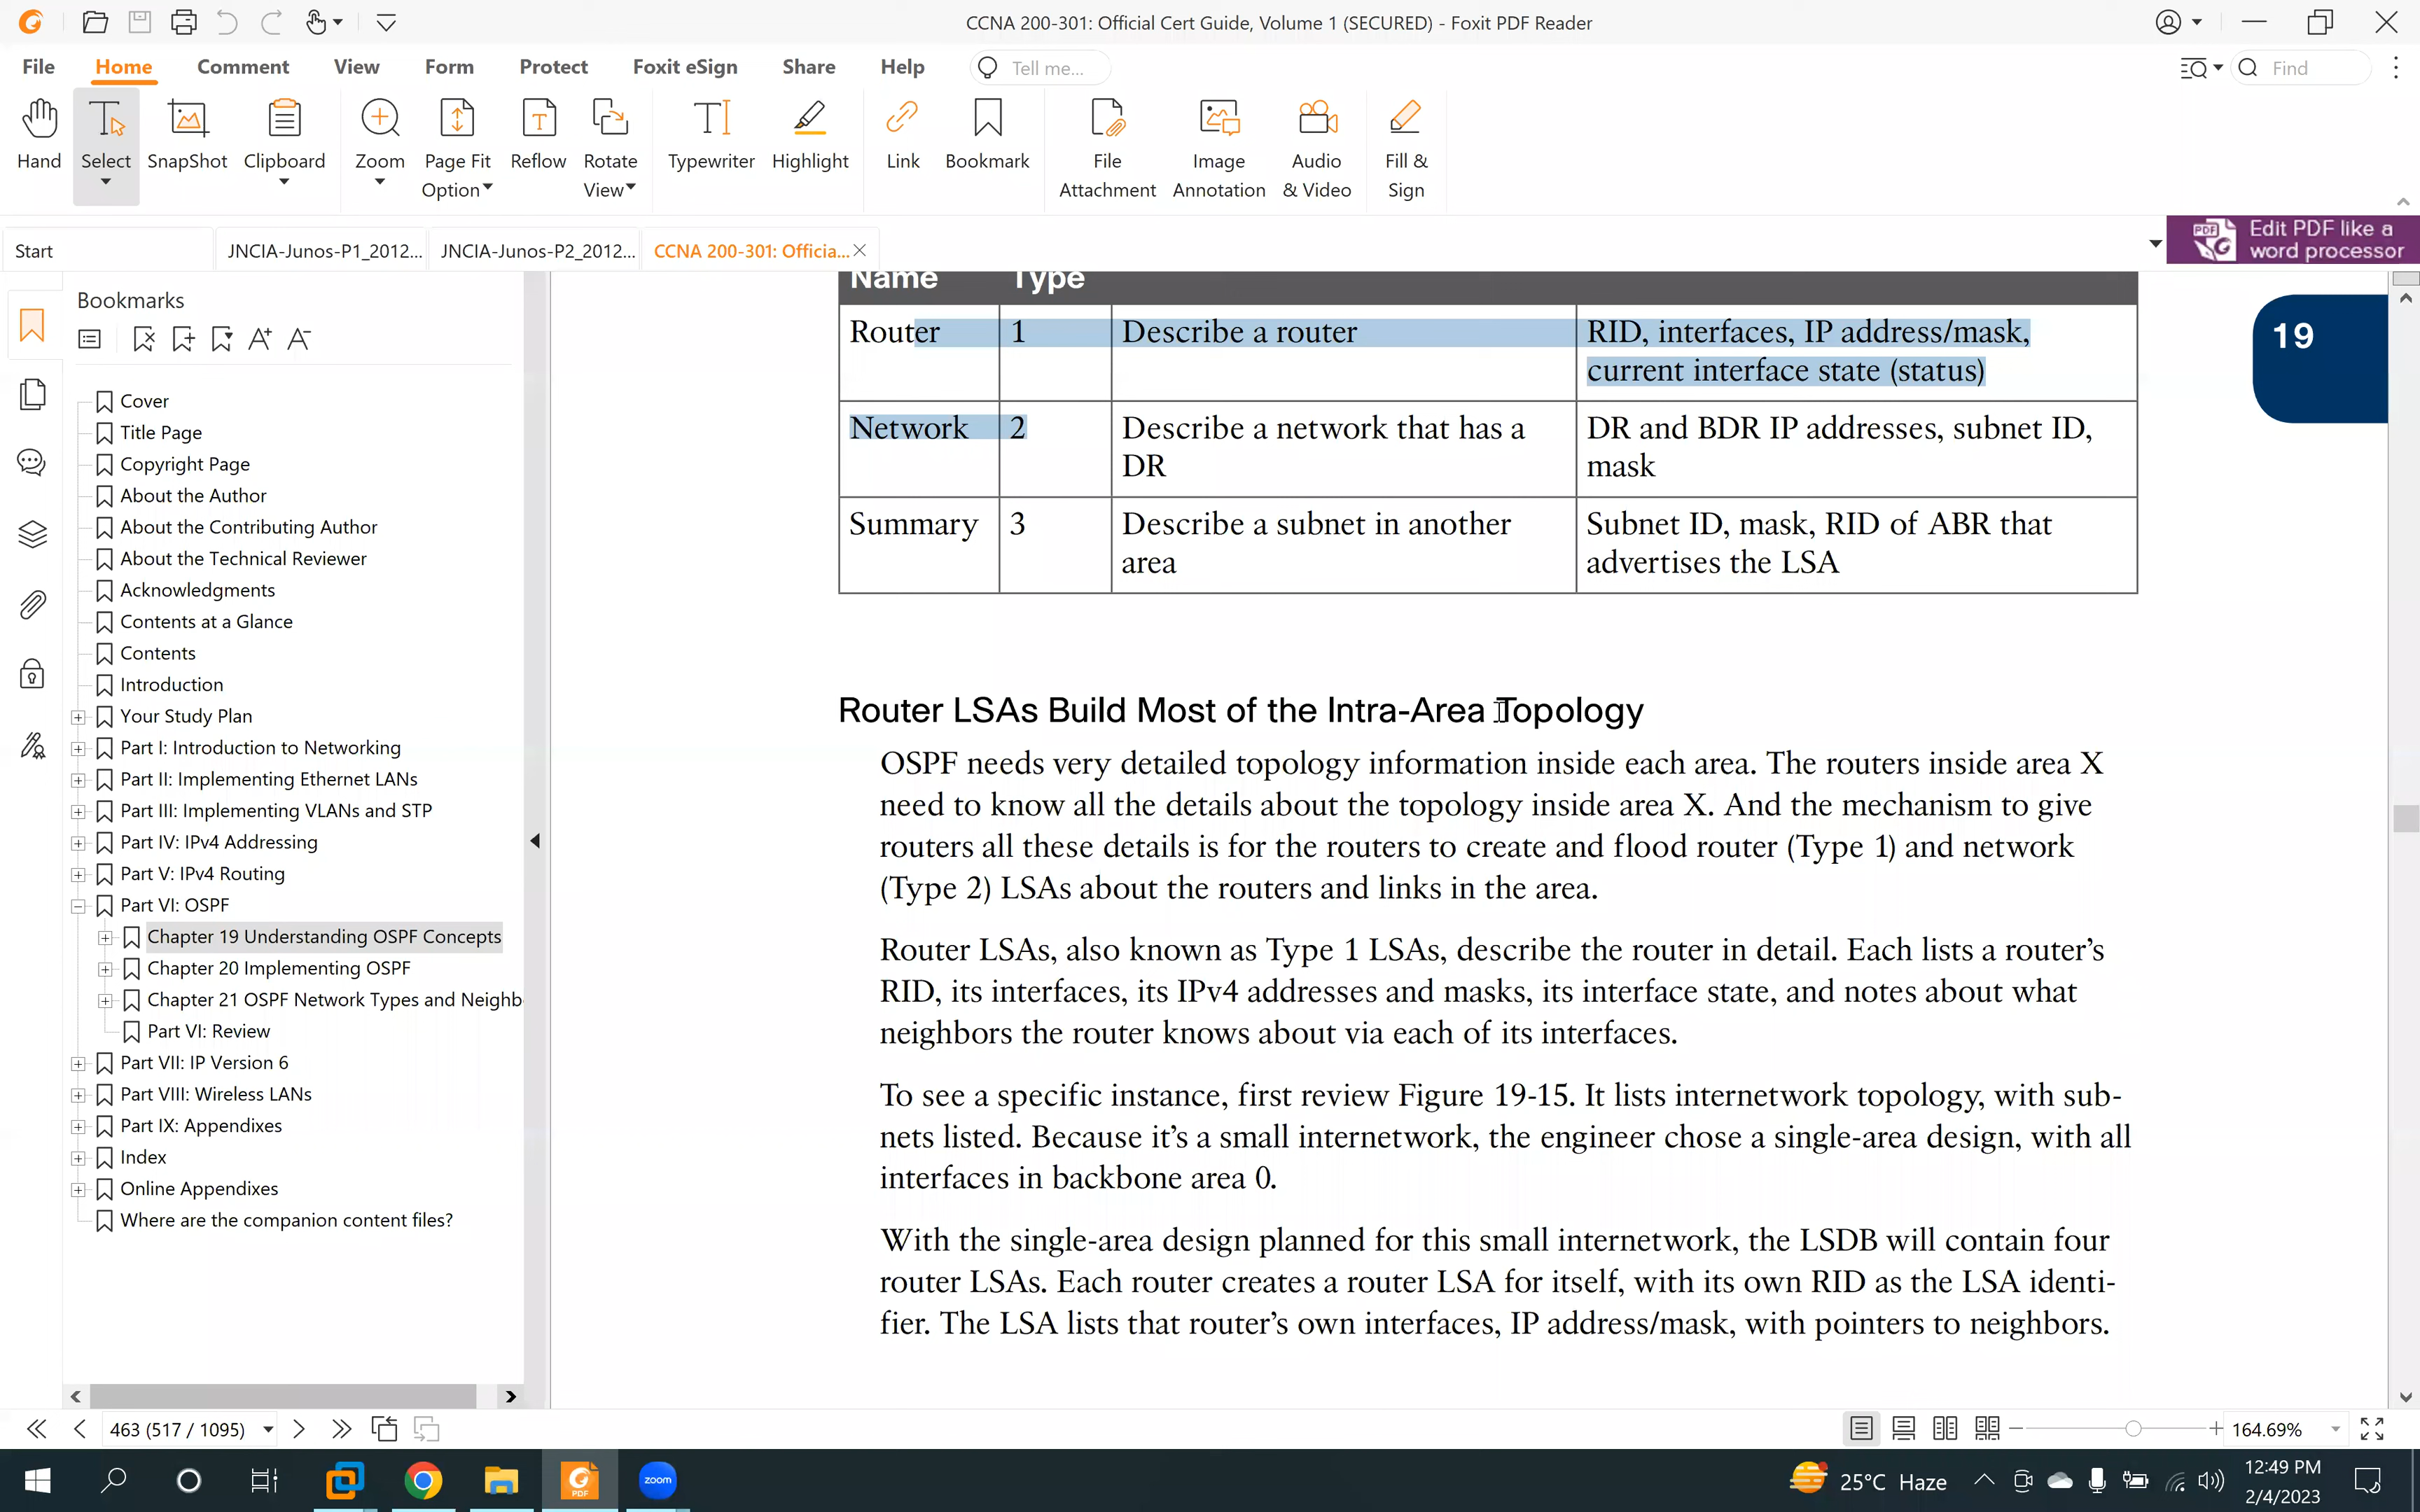 CCNA 200-301: Official Cert Guide, Volume 1 (SECURED) - Foxit PDF Reader
File Home Comment View Form Protect Foxit eSign Share Help Tell me... Find
Hand Select SnapShot Clipboard Zoom Page Fit Option Reflow Rotate View Typewriter Highlight Link Bookmark File Attachment Image Annotation Audio & Video Fill & Sign
Start JNCIA-Junos-P1_2012... JNCIA-Junos-P2_2012... CCNA 200-301: Officia...
Edit PDF like a
word processor
Bookmarks
Cover
Title Page
Copyright Page
About the Author
About the Contributing Author
About the Technical Reviewer
Acknowledgments
Contents at a Glance
Contents
Introduction
Your Study Plan
Part I: Introduction to Networking
Part II: Implementing Ethernet LANs
Part III: Implementing VLANs and STP
Part IV: IPv4 Addressing
Part V: IPv4 Routing
Part VI: OSPF
Chapter 19 Understanding OSPF Concepts
Chapter 20 Implementing OSPF
Chapter 21 OSPF Network Types and Neighb
Part VI: Review
Part VII: IP Version 6
Part VIII: Wireless LANs
Part IX: Appendixes
Index
Online Appendixes
Where are the companion content files?
Name Type
Router 1 Describe a router RID, interfaces, IP address/mask,
current interface state (status)
Network 2 Describe a network that has a DR and BDR IP addresses, subnet ID,
DR mask
Summary 3 Describe a subnet in another Subnet ID, mask, RID of ABR that
area advertises the LSA
19
Router LSAs Build Most of the Intra-Area Topology
OSPF needs very detailed topology information inside each area. The routers inside area X
need to know all the details about the topology inside area X. And the mechanism to give
routers all these details is for the routers to create and flood router (Type 1) and network
(Type 2) LSAs about the routers and links in the area.
Router LSAs, also known as Type 1 LSAs, describe the router in detail. Each lists a router's
RID, its interfaces, its IPv4 addresses and masks, its interface state, and notes about what
neighbors the router knows about via each of its interfaces.
To see a specific instance, first review Figure 19-15. It lists internetwork topology, with sub-
nets listed. Because it's a small internetwork, the engineer chose a single-area design, with all
interfaces in backbone area 0.
With the single-area design planned for this small internetwork, the LSDB will contain four
router LSAs. Each router creates a router LSA for itself, with its own RID as the LSA identi-
fier. The LSA lists that router's own interfaces, IP address/mask, with pointers to neighbors.
463 (517 / 1095) 164.69%
PDF zoom 25°C Haze 12:49 PM
2/4/2023